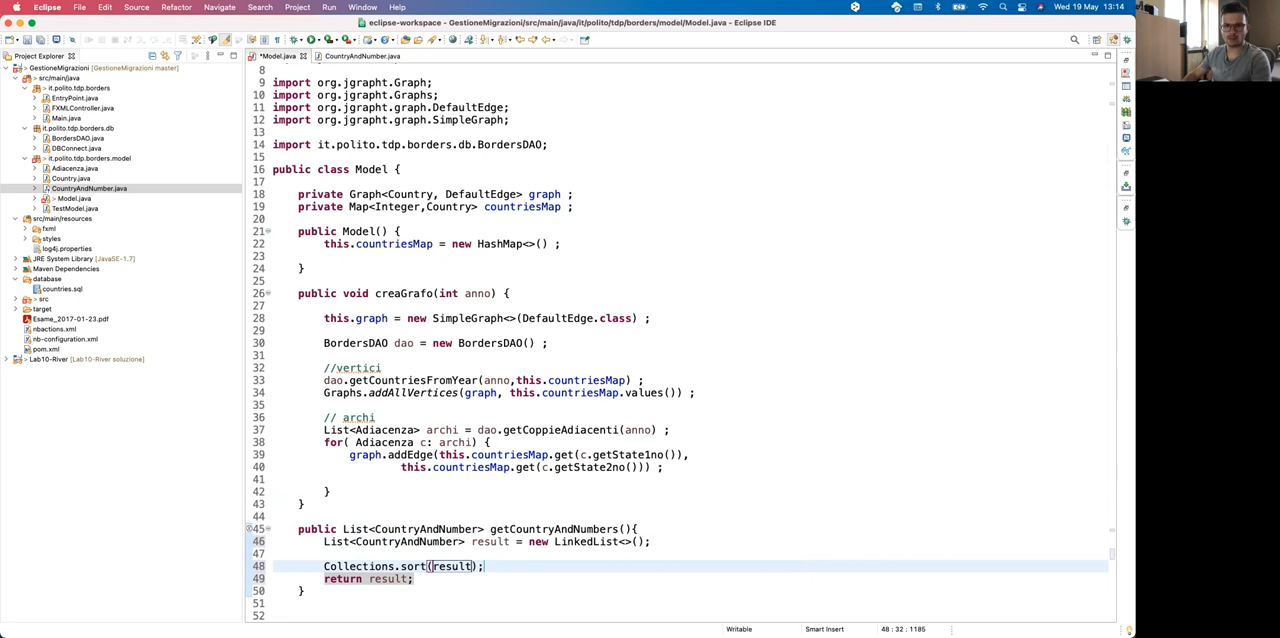 Eclipse File Edit Source Refactor Navigate Search Project Run Window Help Wed 19 May 13:14
eclipse-workspace - GestioneMigrazioni/src/main/java/it/polito/tdp/borders/model/Model.java - Eclipse IDE
Project Explorer
GestioneMigrazioni [GestioneMigrazioni master]
src/main/java
it.polito.tdp.borders
EntryPoint.java
FXMLController.java
Main.java
it.polito.tdp.borders.db
BordersDAO.java
DBConnect.java
it.polito.tdp.borders.model
Adiacenza.java
Country.java
CountryAndNumber.java
> Model.java
TestModel.java
src/main/resources
fxml
styles
log4j.properties
JRE System Library [JavaSE-1.7]
Maven Dependencies
database
countries.sql
> src
target
Esame_2017-01-23.pdf
nbactions.xml
nb-configuration.xml
pom.xml
> Lab10-River [Lab10-River soluzione]
*Model.java CountryAndNumber.java
8
9 import org.jgrapht.Graph;
10 import org.jgrapht.Graphs;
11 import org.jgrapht.graph.DefaultEdge;
12 import org.jgrapht.graph.SimpleGraph;
13
14 import it.polito.tdp.borders.db.BordersDAO;
15
16 public class Model {
17
18 private Graph<Country, DefaultEdge> graph ;
19 private Map<Integer,Country> countriesMap ;
20
21 public Model() {
22 this.countriesMap = new HashMap<>() ;
23
24 }
25
26 public void creaGrafo(int anno) {
27
28 this.graph = new SimpleGraph<>(DefaultEdge.class) ;
29
30 BordersDAO dao = new BordersDAO() ;
31
32 //vertici
33 dao.getCountriesFromYear(anno,this.countriesMap) ;
34 Graphs.addAllVertices(graph, this.countriesMap.values()) ;
35
36 // archi
37 List<Adiacenza> archi = dao.getCoppieAdiacenti(anno) ;
38 for( Adiacenza c: archi) {
39 graph.addEdge(this.countriesMap.get(c.getState1no()),
40 this.countriesMap.get(c.getState2no())) ;
41
42 }
43 }
44
45 public List<CountryAndNumber> getCountryAndNumbers(){
46 List<CountryAndNumber> result = new LinkedList<>();
47
48 Collections.sort(result);
49 return result;
50 }
51
52
Writable Smart Insert 48 : 32 : 1185